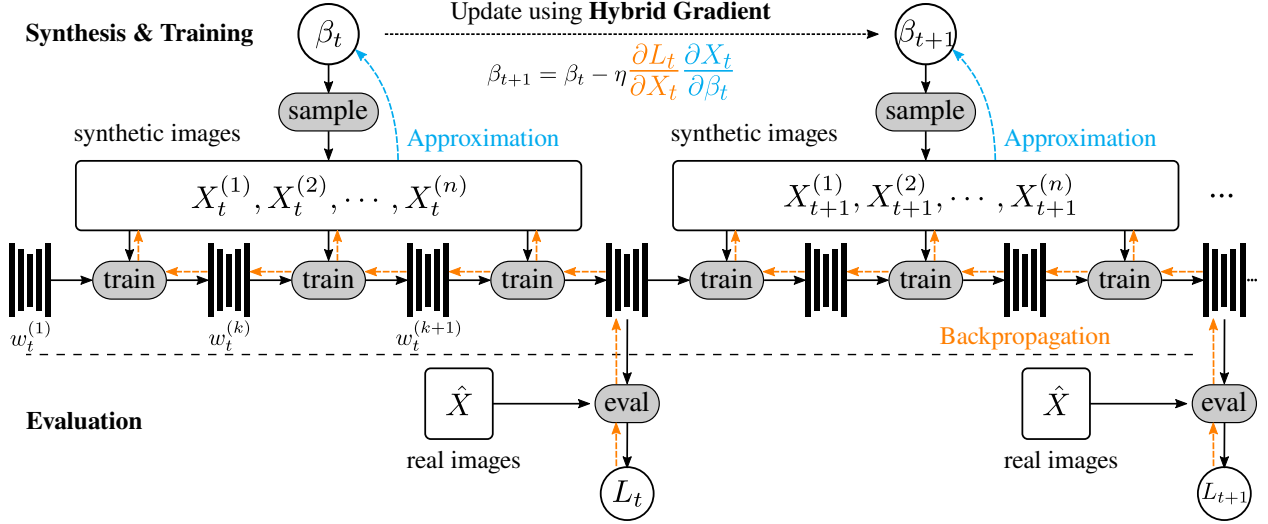 Synthesis & Training
β_t
Update using Hybrid Gradient
β_{t+1}
β_{t+1} = β_t − η ∂L_t/∂X_t ∂X_t/∂β_t
sample
sample
synthetic images
Approximation
synthetic images
Approximation
X_t^{(1)}, X_t^{(2)}, ⋯, X_t^{(n)}
X_{t+1}^{(1)}, X_{t+1}^{(2)}, ⋯, X_{t+1}^{(n)}
...
train
train
train
train
train
train
...
w_t^{(1)}
w_t^{(k)}
w_t^{(k+1)}
Backpropagation
Evaluation
X̂
eval
X̂
eval
real images
real images
L_t
L_{t+1}